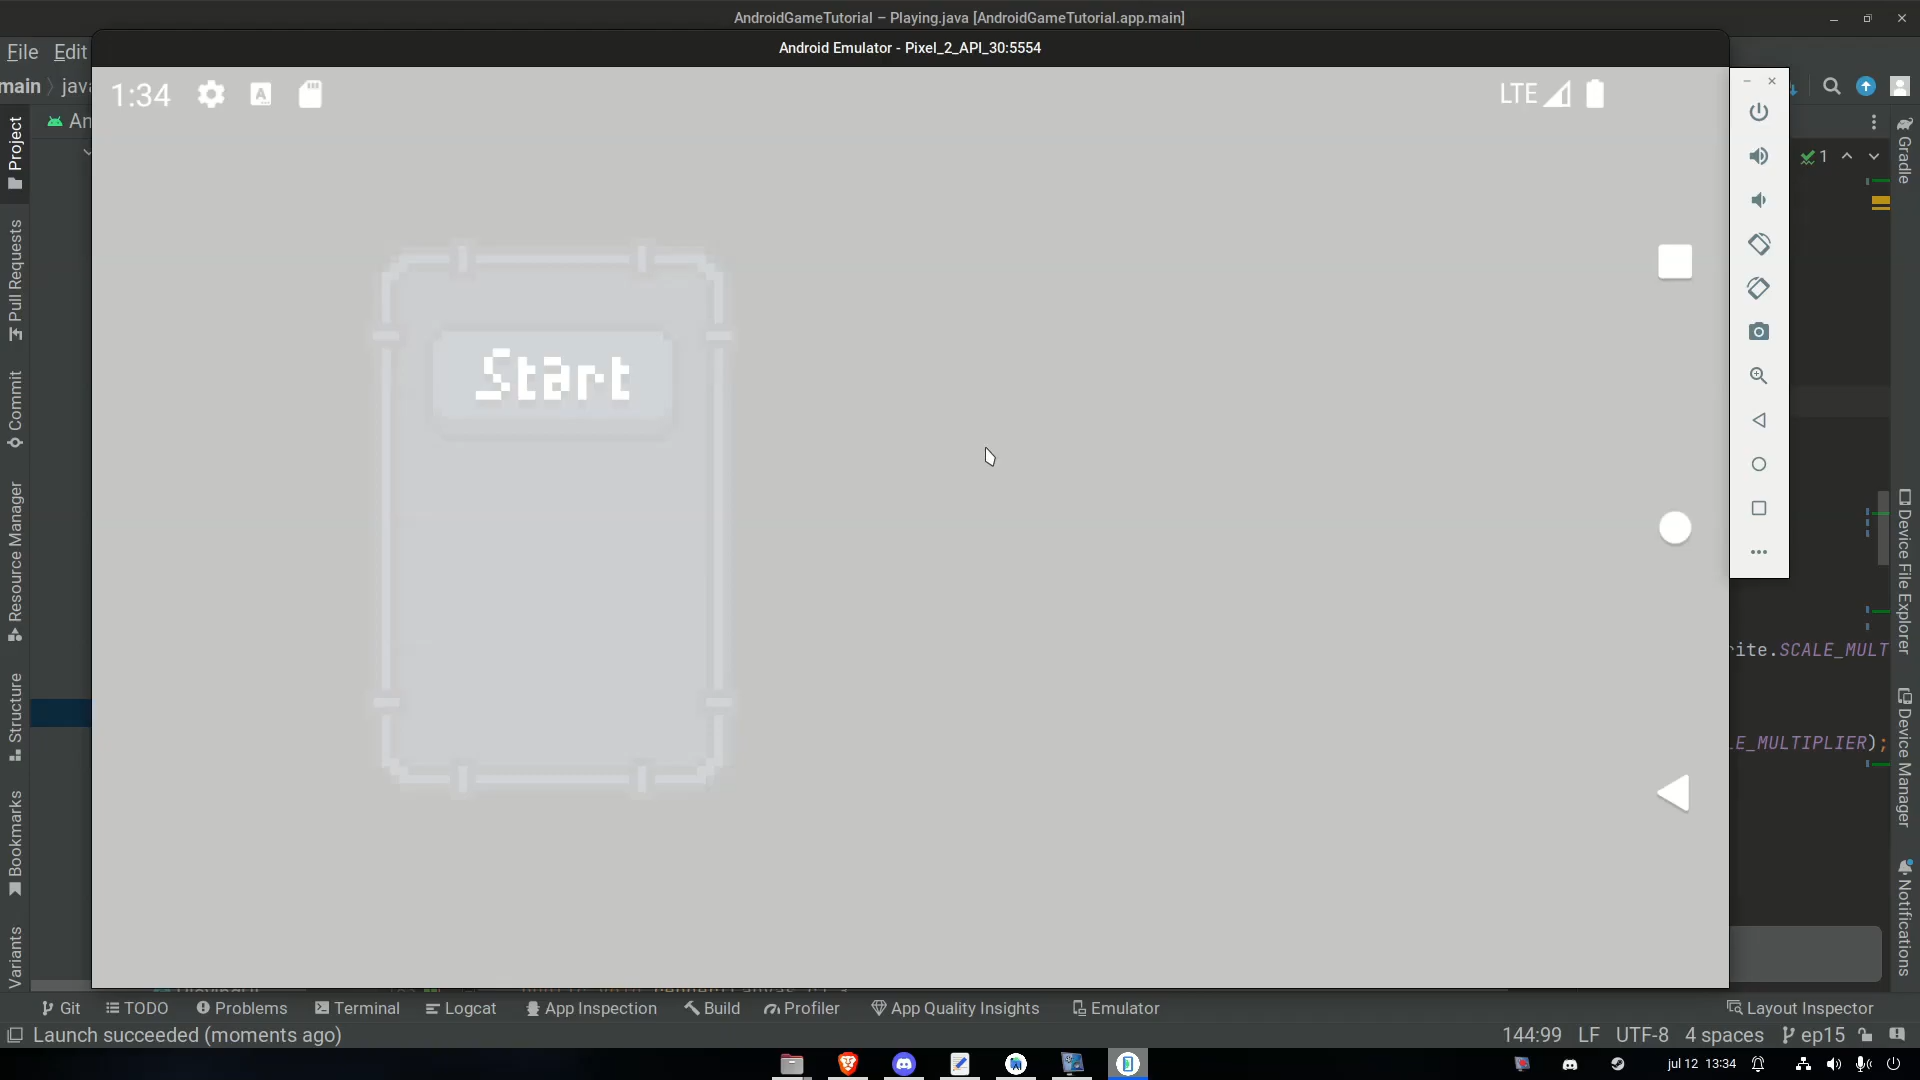 AndroidGameTutorial – Playing.java [AndroidGameTutorial.app.main]
Android Emulator - Pixel_2_API_30:5554
File Edit
main java
An
1:34 A
LTE
Start
1
Project
Pull Requests
Commit
Resource Manager
Structure
Bookmarks
Variants
Gradle
Device File Explorer
Device Manager
Notifications
ite.SCALE_MULT
LE_MULTIPLIER);
Git TODO Problems Terminal Logcat App Inspection Build Profiler App Quality Insights Emulator Layout Inspector
Launch succeeded (moments ago) 144:99 LF UTF-8 4 spaces ep15
jul 12 13:34